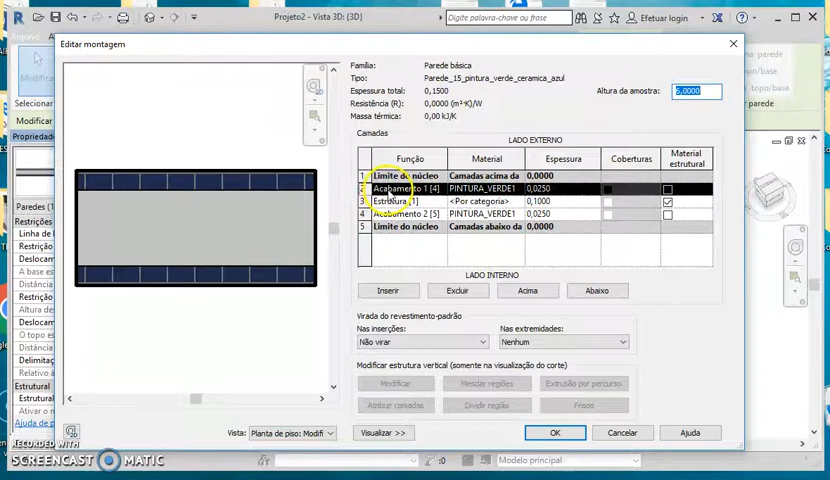 Projeto2 - Vista 3D: {3D}
Digite palavra-chave ou frase
Efetuar login
Modificar
Selecionar
Modificar
Propriedades
Paredes (
Restrições
Linha de
Restrição
Deslocam
A base es
Distância
Restrição
Deslocam
O topo es
Distância
Delimita
Estrutural
Estrutural
Ativar o
Ajuda de p
parede
topo/base
a topo/base
parede
Editar montagem
Família: Parede básica
Tipo: Parede_15_pintura_verde_ceramica_azul
Espessura total: 0,1500
Altura da amostra: 6,0000
Resistência (R): 0,0000 (m²·K)/W
Massa térmica: 0,00 kJ/K
Camadas
LADO EXTERNO
Função Material Espessura Coberturas Material estrutural
1 Limite do núcleo Camadas acima da 0,0000
2 Acabamento 1 [4] PINTURA_VERDE1 0,0250
3 Estrutura [1] <Por categoria> 0,1000
4 Acabamento 2 [5] PINTURA_VERDE1 0,0250
5 Limite do núcleo Camadas abaixo da 0,0000
LADO INTERNO
Inserir Excluir Acima Abaixo
Virada do revestimento-padrão
Nas inserções: Nas extremidades:
Não virar Nenhum
Modificar estrutura vertical (somente na visualização do corte)
Modificar Mesclar regiões Extrusão por percurso
Atribuir camadas Dividir região Frisos
Vista: Planta de piso: Modifi Visualizar >> OK Cancelar Ajuda
RECORDED WITH
SCREENCAST MATIC
:0 Modelo principal